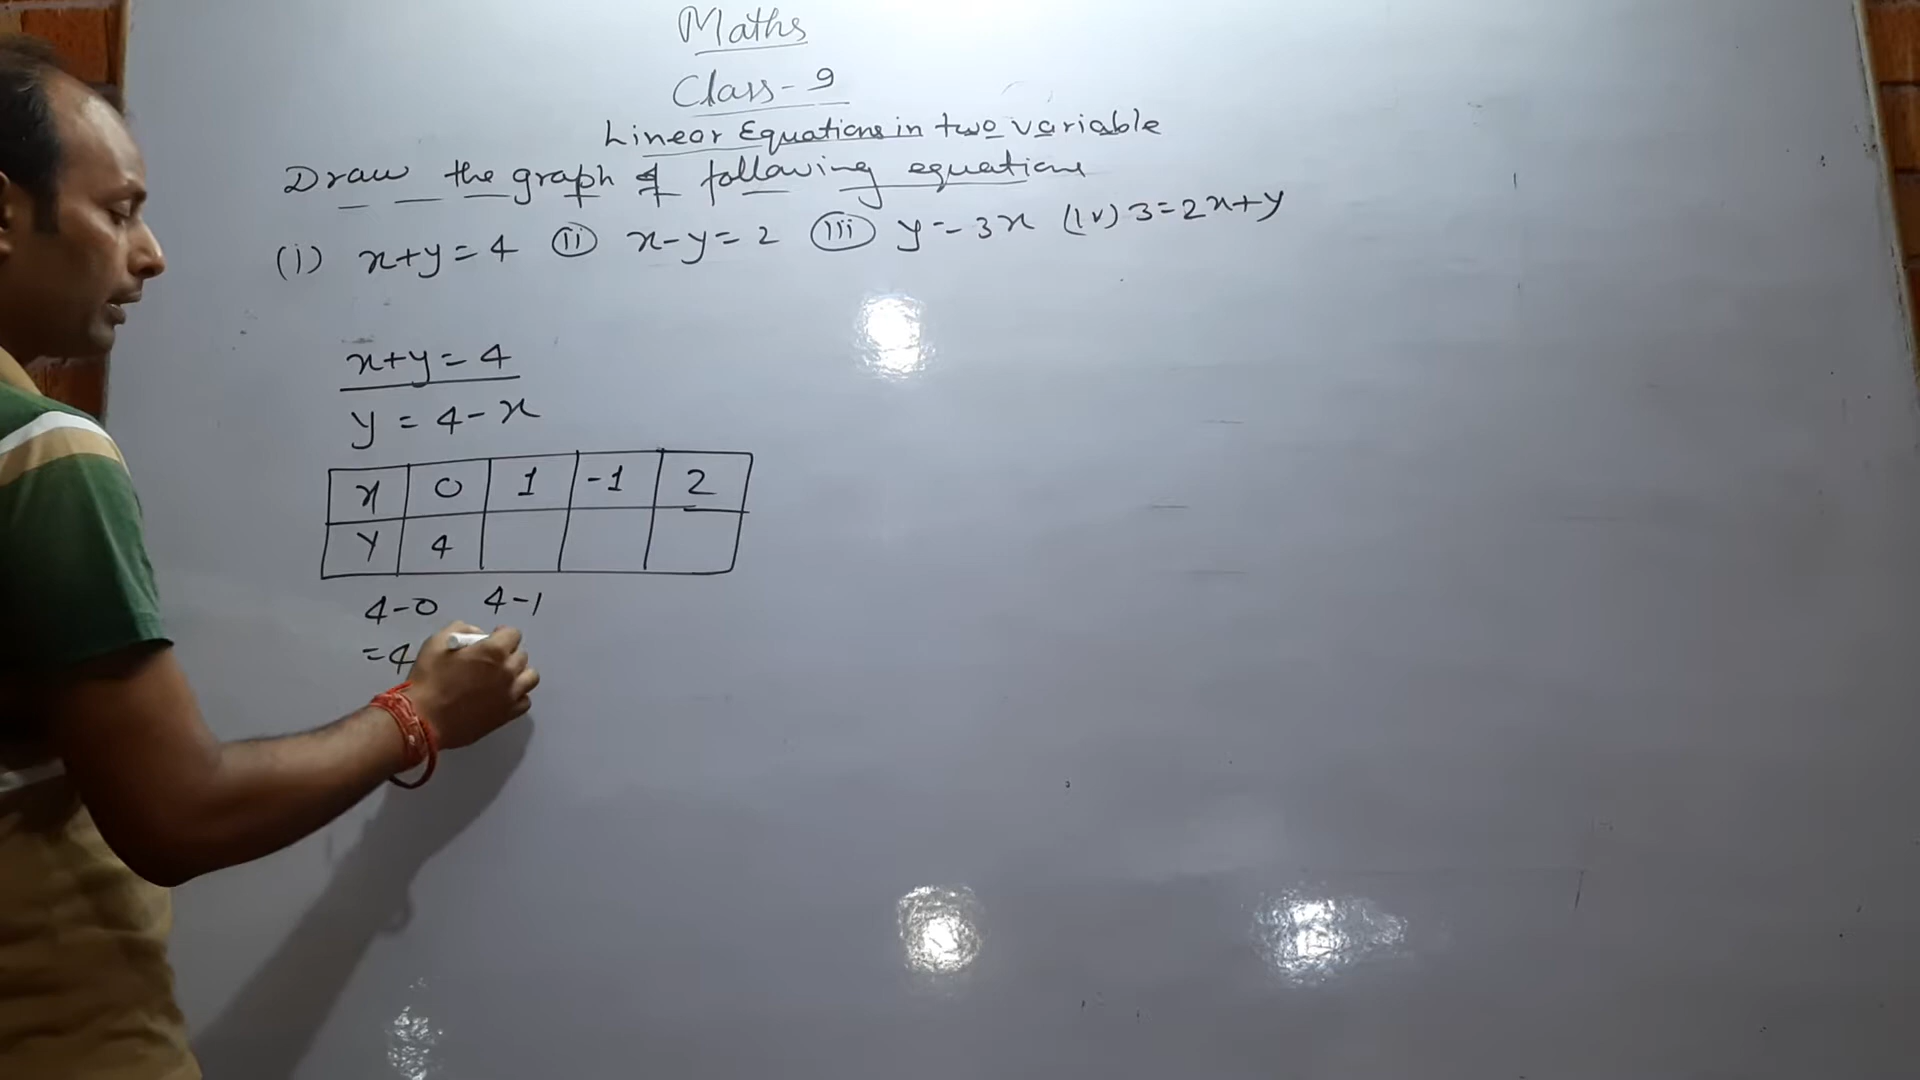 Maths
Class-9
Linear Equations in two variable
Draw the graph of following equations
(i) x+y=4 (ii) x-y=2 (iii) y=3x (iv) 3=2x+y
x+y=4
y=4-x
x 0 1 -1 2
y 4
4-0 4-1
=4